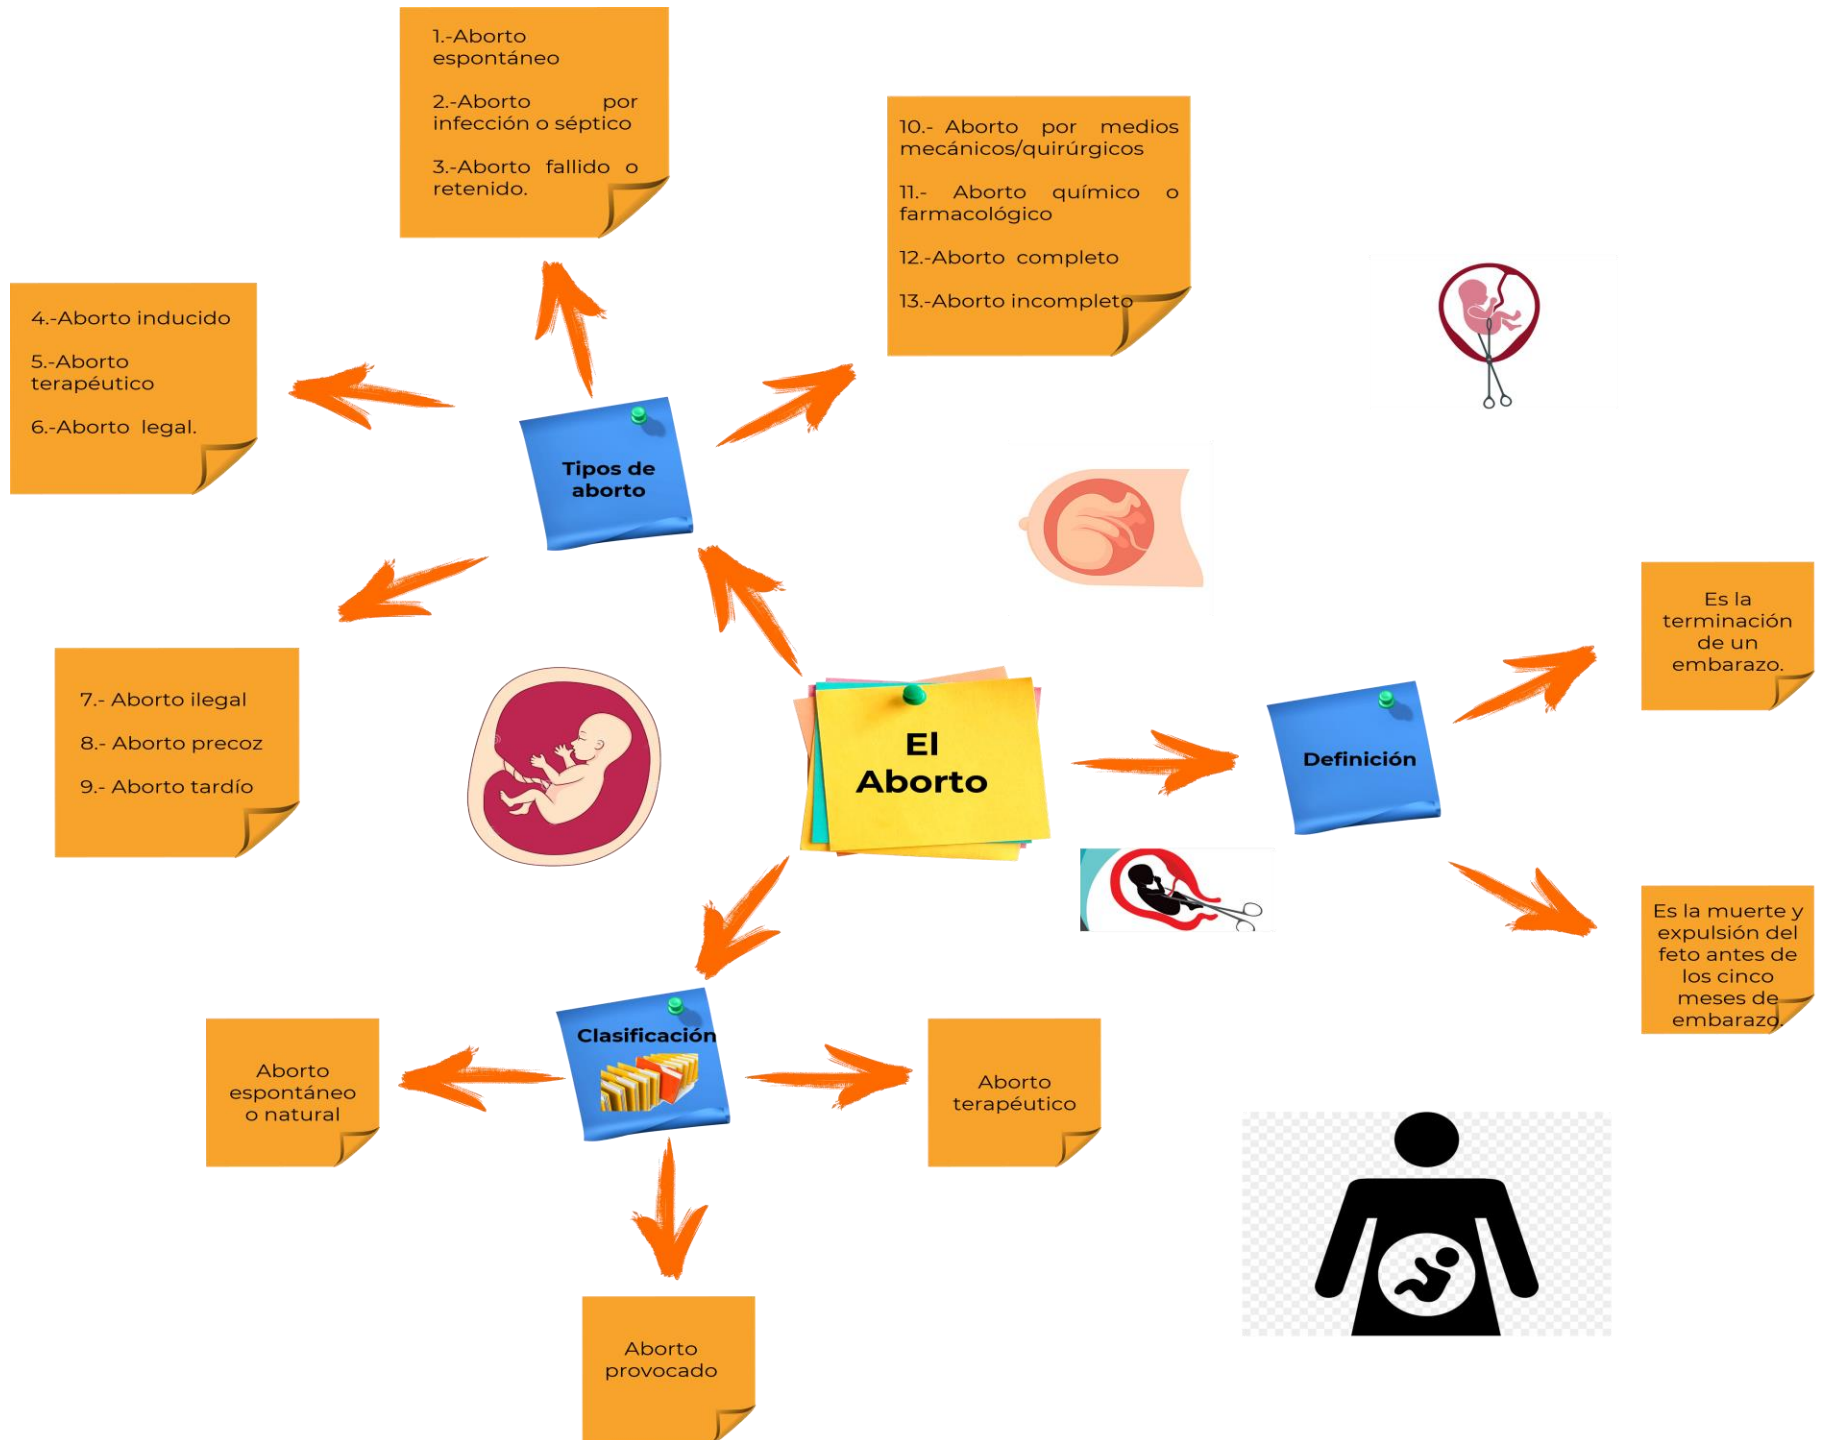 1.-Aborto
espontáneo
2.-Aborto por
infección o séptico
3.-Aborto fallido o
retenido.
10.- Aborto por medios
mecánicos/quirúrgicos
11.- Aborto químico o
farmacológico
12.-Aborto completo
13.-Aborto incompleto
4.-Aborto inducido
5.-Aborto
terapéutico
6.-Aborto legal.
Tipos de
aborto
7.- Aborto ilegal
8.- Aborto precoz
9.- Aborto tardío
El
Aborto
Definición
Es la
terminación
de un
embarazo.
Es la muerte y
expulsión del
feto antes de
los cinco
meses de
embarazo.
Clasificación
Aborto
espontáneo
o natural
Aborto
terapéutico
Aborto
provocado